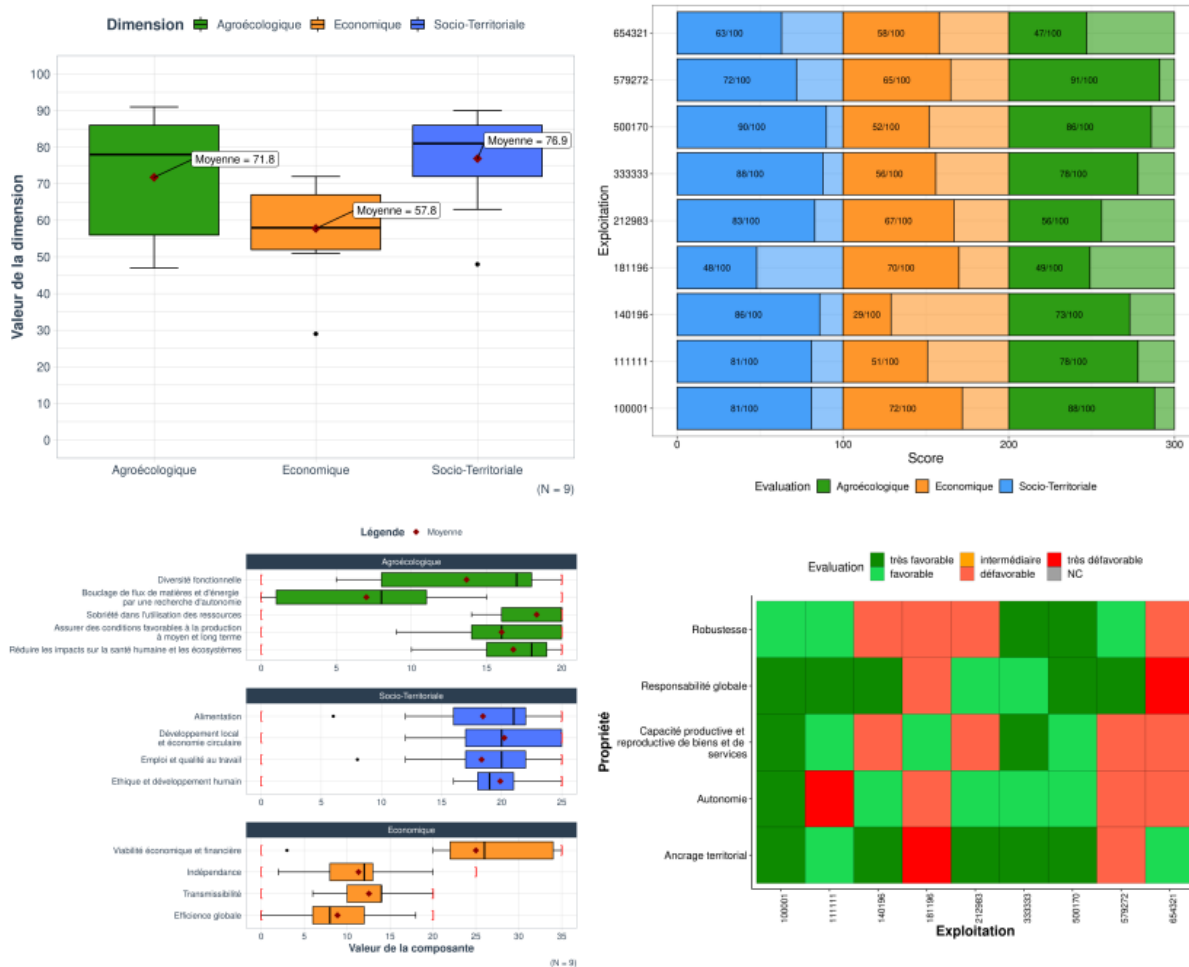 Dimension Agroécologique Economique Socio-Territoriale
Valeur de la dimension
100
90
80
70
60
50
40
30
20
10
0
Moyenne = 71.8
Moyenne = 57.8
Moyenne = 76.9
Agroécologique Economique Socio-Territoriale
(N = 9)
Exploitation
654321 63/100 58/100 47/100
579272 72/100 65/100 91/100
500170 90/100 52/100 86/100
333333 88/100 56/100 78/100
212983 83/100 67/100 56/100
181196 48/100 70/100 49/100
140196 86/100 29/100 73/100
111111 81/100 51/100 78/100
100001 81/100 72/100 88/100
0 100 200 300
Score
Evaluation Agroécologique Economique Socio-Territoriale
Légende Moyenne
Agroécologique
Diversité fonctionnelle
Bouclage de flux de matières et d'énergie
par une recherche d'autonomie
Sobriété dans l'utilisation des ressources
Assurer des conditions favorables à la production
à moyen et long terme
Réduire les impacts sur la santé humaine et les écosystèmes
0 5 10 15 20
Socio-Territoriale
Alimentation
Développement local
et économie circulaire
Emploi et qualité au travail
Ethique et développement humain
0 5 10 15 20 25
Economique
Viabilité économique et financière
Indépendance
Transmissibilité
Efficience globale
0 5 10 15 20 25 30 35
Valeur de la composante
(N = 9)
Evaluation
très favorable intermédiaire très défavorable
favorable défavorable NC
Propriété
Robustesse
Responsabilité globale
Capacité productive et
reproductive de biens et de
services
Autonomie
Ancrage territorial
100001 111111 140196 181196 212983 333333 500170 579272 654321
Exploitation